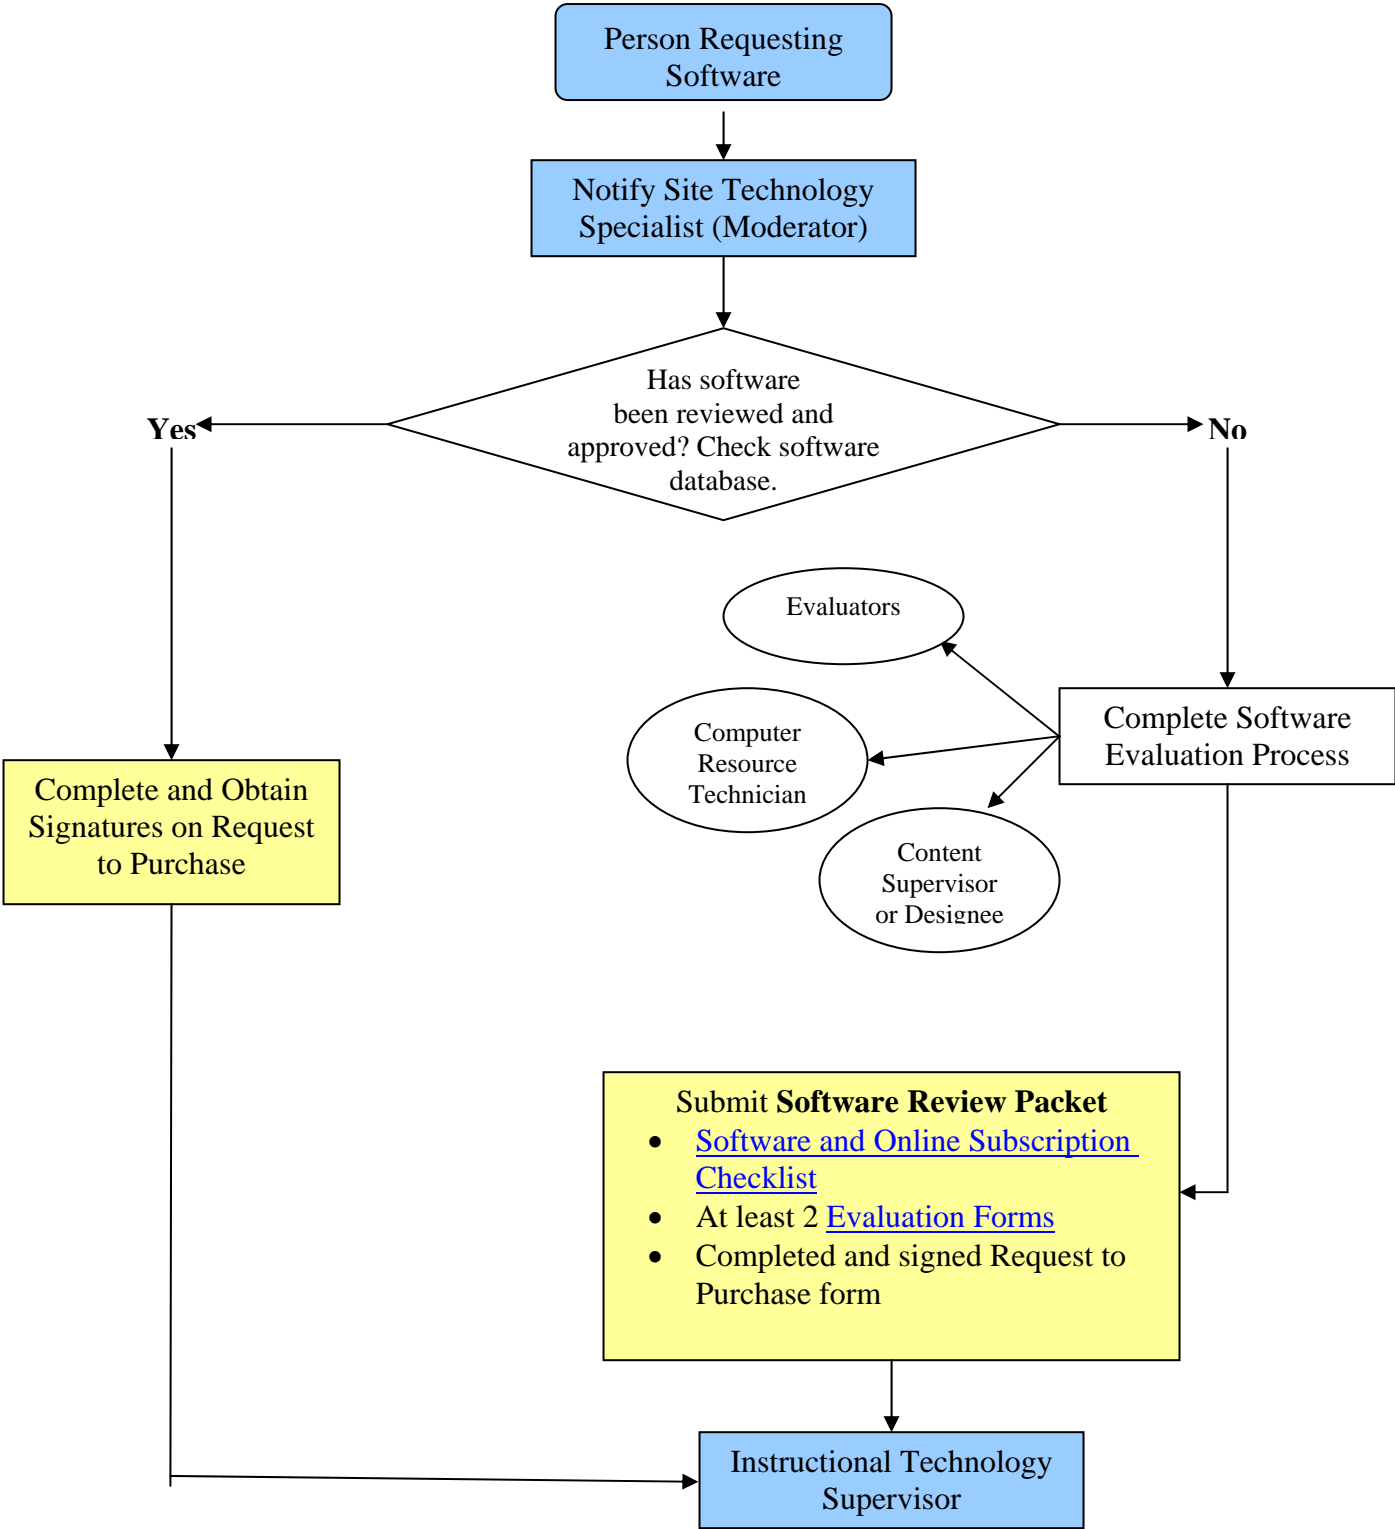 Person Requesting
Software
Notify Site Technology
Specialist (Moderator)
Has software
been reviewed and
approved? Check software
database.
Yes
No
Evaluators
Computer
Resource
Technician
Content
Supervisor
or Designee
Complete Software
Evaluation Process
Complete and Obtain
Signatures on Request
to Purchase
Submit Software Review Packet
• Software and Online Subscription
Checklist
• At least 2 Evaluation Forms
• Completed and signed Request to
Purchase form
Instructional Technology
Supervisor